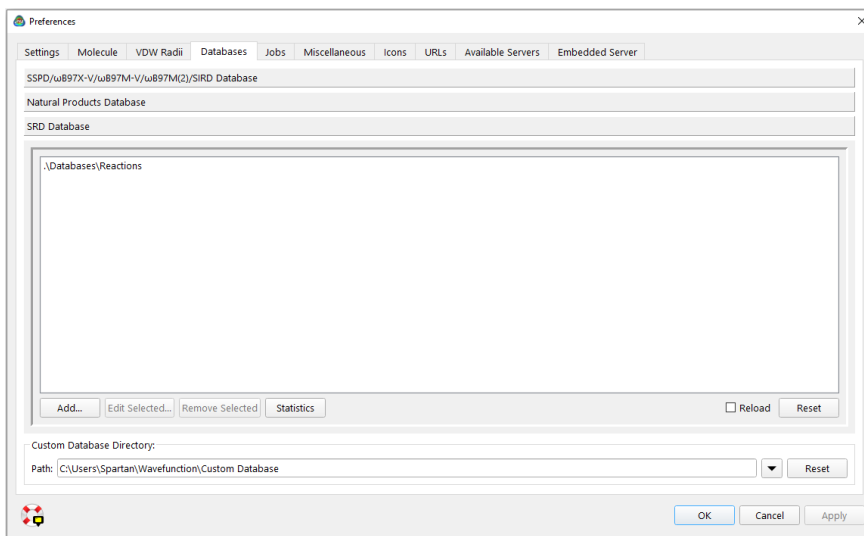 Preferences
Settings Molecule VDW Radii Databases Jobs Miscellaneous Icons URLs Available Servers Embedded Server
SSPD/ωB97X-V/ωB97M-V/ωB97M(2)/SIRD Database
Natural Products Database
SRD Database
.\Databases\Reactions
Add... Edit Selected... Remove Selected Statistics Reload Reset
Custom Database Directory:
Path: C:\Users\Spartan\Wavefunction\Custom Database Reset
OK Cancel Apply